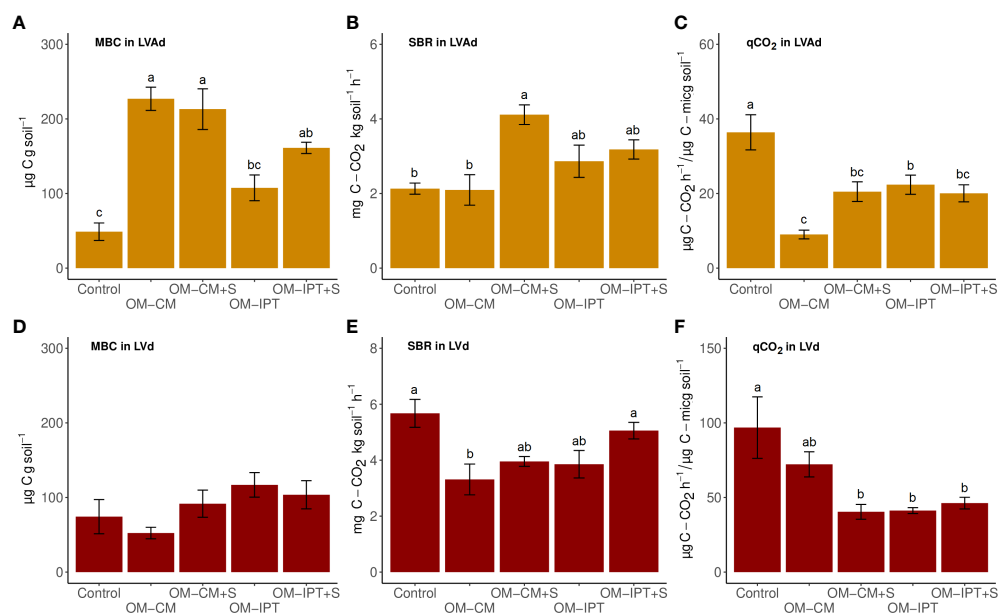 A
MBC in LVAd
µg C g soil⁻¹
300
200
100
0
c
a
a
bc
ab
Control
OM−CM
OM−CM+S
OM−IPT
OM−IPT+S
B
SBR in LVAd
mg C−CO₂ kg soil⁻¹ h⁻¹
6
4
2
0
b
b
a
ab
ab
Control
OM−CM
OM−CM+S
OM−IPT
OM−IPT+S
C
qCO₂ in LVAd
µg C−CO₂ h⁻¹/µg C−micg soil⁻¹
60
40
20
0
a
c
bc
b
bc
Control
OM−CM
OM−CM+S
OM−IPT
OM−IPT+S
D
MBC in LVd
µg C g soil⁻¹
300
200
100
0
Control
OM−CM
OM−CM+S
OM−IPT
OM−IPT+S
E
SBR in LVd
mg C−CO₂ kg soil⁻¹ h⁻¹
8
6
4
2
0
a
b
ab
ab
a
Control
OM−CM
OM−CM+S
OM−IPT
OM−IPT+S
F
qCO₂ in LVd
µg C−CO₂ h⁻¹/µg C−micg soil⁻¹
150
100
50
0
a
ab
b
b
b
Control
OM−CM
OM−CM+S
OM−IPT
OM−IPT+S